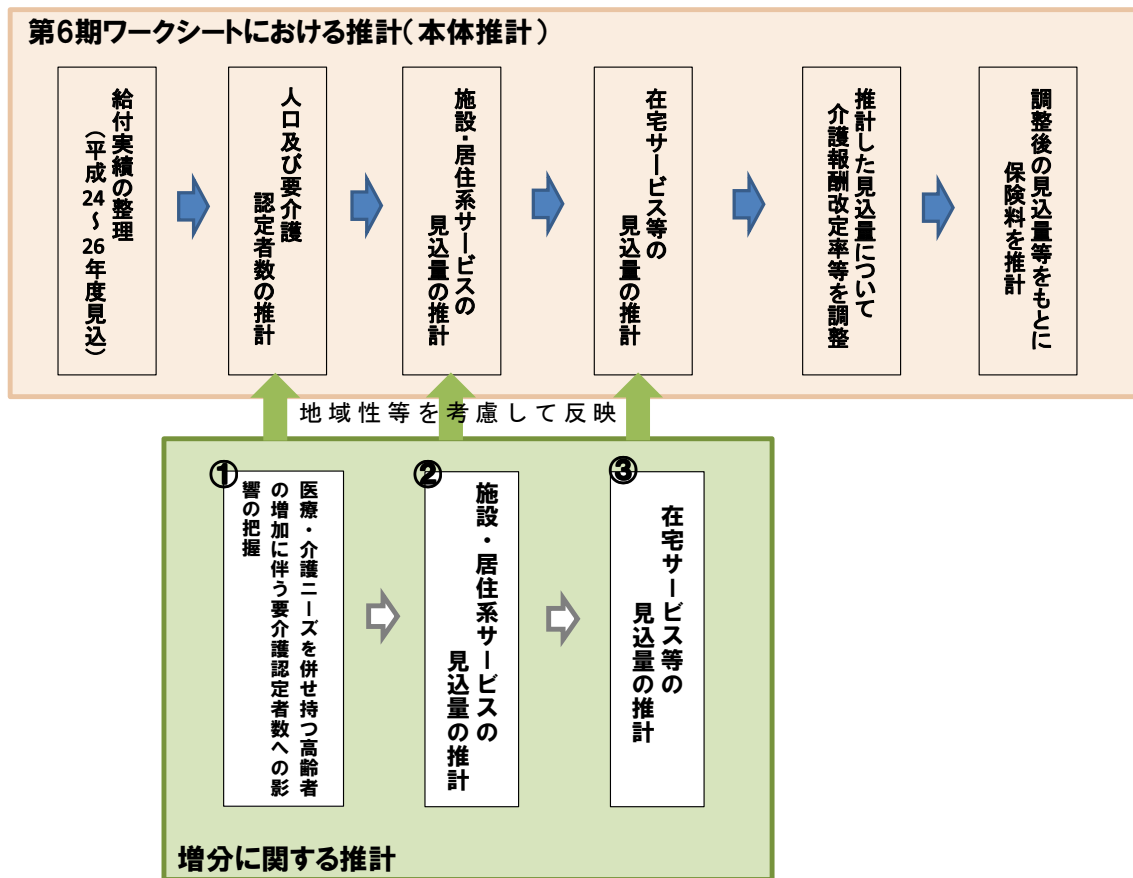 第6期ワークシートにおける推計(本体推計)
給付実績の整理
(平成24~26年度見込)
人口及び要介護
認定者数の推計
施設・居住系サービスの
見込量の推計
在宅サービス等の
見込量の推計
推計した見込量について
介護報酬改定率等を調整
調整後の見込量等をもとに
保険料を推計
地域性等を考慮して反映
①
医療・介護ニーズを併せ持つ高齢者
の増加に伴う要介護認定者数への影
響の把握
②
施設・居住系サービスの
見込量の推計
③
在宅サービス等の
見込量の推計
増分に関する推計